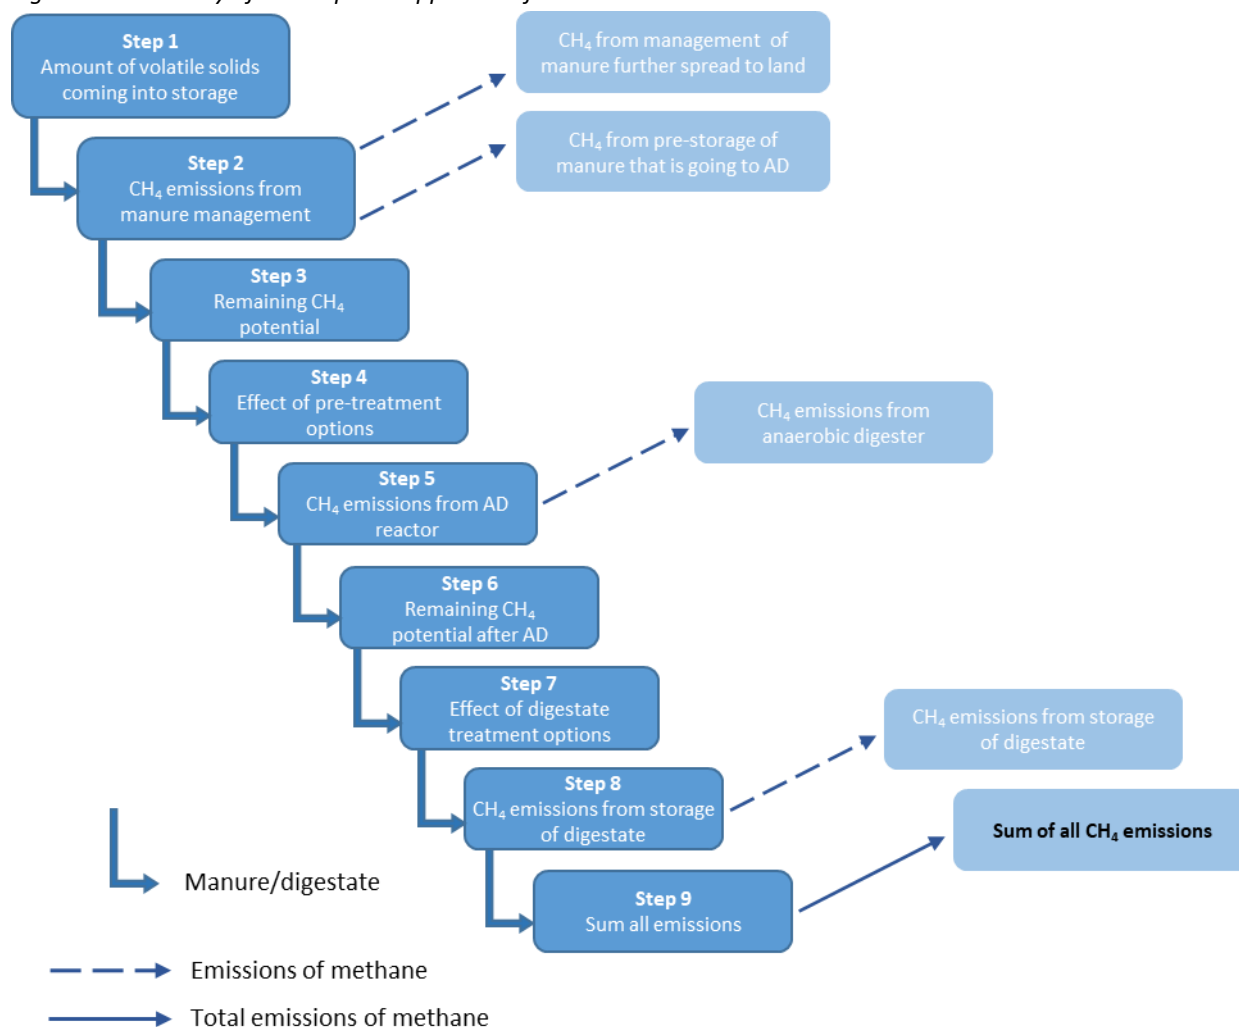 Step 1
Amount of volatile solids
coming into storage
CH₄ from management of
manure further spread to land
CH₄ from pre-storage of
manure that is going to AD
Step 2
CH₄ emissions from
manure management
Step 3
Remaining CH₄
potential
Step 4
Effect of pre-treatment
options
CH₄ emissions from
anaerobic digester
Step 5
CH₄ emissions from AD
reactor
Step 6
Remaining CH₄
potential after AD
Step 7
Effect of digestate
treatment options
CH₄ emissions from storage
of digestate
Step 8
CH₄ emissions from storage
of digestate
Sum of all CH₄ emissions
Step 9
Sum all emissions
Manure/digestate
Emissions of methane
Total emissions of methane